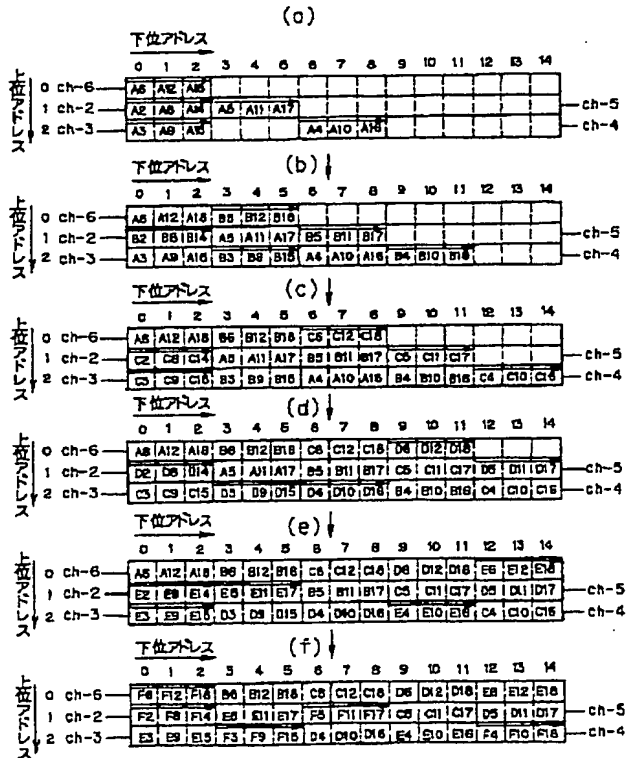 (a)
下位アドレス
0 1 2 3 4 5 6 7 8 9 10 11 12 13 14
上位アドレス
0 ch-6 A6 A12
1 ch-2 A2 A5 A11 A17 ch-5
2 ch-3 A3 A9 A15 A4 A10 A16 ch-4
(b)
下位アドレス
0 1 2 3 4 5 6 7 8 9 10 11 12 13 14
上位アドレス
0 ch-6 A6 A12 A18 B6 B12 B18
1 ch-2 B2 B8 B14 A5 A11 A17 B5 B11 B17 ch-5
2 ch-3 A3 A9 B3 B9 B15 A4 A10 A16 B4 B10 B16 ch-4
(c)
下位アドレス
0 1 2 3 4 5 6 7 8 9 10 11 12 13 14
上位アドレス
0 ch-6 A6 A12 A18 B6 B12 B18 C6 C12 C18
1 ch-2 C2 C8 C14 A5 A11 A17 B5 B11 B17 C5 C11 C17 ch-5
2 ch-3 C3 C9 C15 B3 B9 B15 A4 A10 A16 B4 B10 B16 C4 C10 C16 ch-4
(d)
下位アドレス
0 1 2 3 4 5 6 7 8 9 10 11 12 13 14
上位アドレス
0 ch-6 A6 A12 A18 B6 B12 B18 C6 C12 C18 D6 D12 D18
1 ch-2 D2 D8 D14 A5 A11 A17 B5 B11 B17 C5 C11 C17 D5 D11 D17 ch-5
2 ch-3 C3 C9 C15 D3 D9 D15 D4 D10 D16 B4 B10 B16 C4 C10 C16 ch-4
(e)
下位アドレス
0 1 2 3 4 5 6 7 8 9 10 11 12 13 14
上位アドレス
0 ch-6 A6 A12 A18 B6 B12 B18 C6 C12 C18 D6 D12 D18 E6 E12 E18
1 ch-2 E2 E8 E14 E5 E11 E17 B5 B11 B17 C5 C11 C17 D5 D11 D17 ch-5
2 ch-3 E3 E9 E15 D3 D9 D15 D4 D10 D16 E4 E10 E16 C4 C10 C16 ch-4
(f)
下位アドレス
0 1 2 3 4 5 6 7 8 9 10 11 12 13 14
上位アドレス
0 ch-6 F6 F12 F18 B6 B12 B18 C6 C12 C18 D6 D12 D18 E6 E12 E18
1 ch-2 F2 F8 F14 E5 E11 E17 F5 F11 F17 C5 C11 C17 D5 D11 D17 ch-5
2 ch-3 E3 E9 E15 F3 F9 F15 D4 D10 D16 E4 E10 E16 F4 F10 ch-4